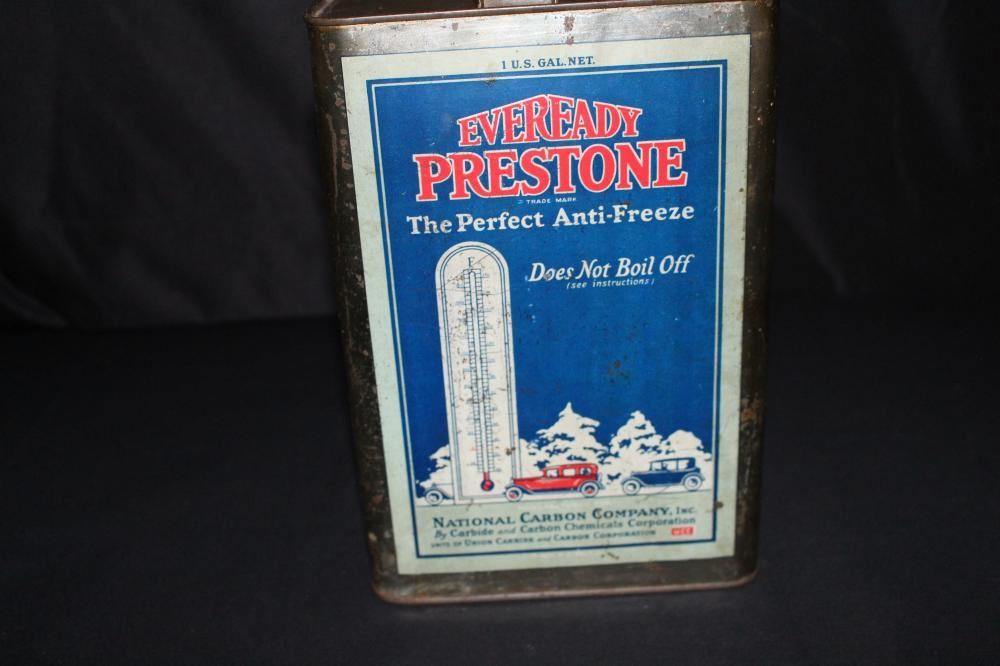 1 U.S. GAL. NET.
EVEREADY
PRESTONE
TRADE MARK
The Perfect Anti-Freeze
Does Not Boil Off
(see instructions)
F
NATIONAL CARBON COMPANY, INC.
By Carbide and Carbon Chemicals Corporation
UNITS OF UNION CARBIDE AND CARBON CORPORATION